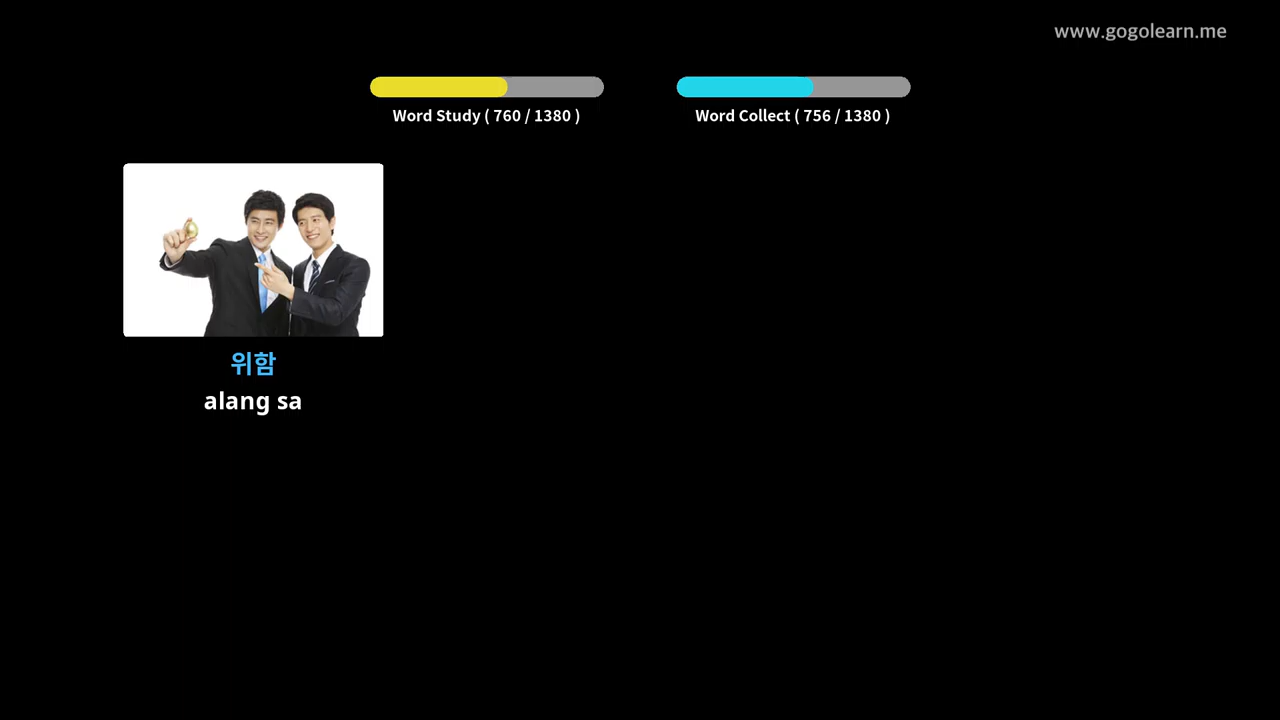 www.gogolearn.me
Word Study ( 760 / 1380 )
Word Collect ( 756 / 1380 )
위함
alang sa